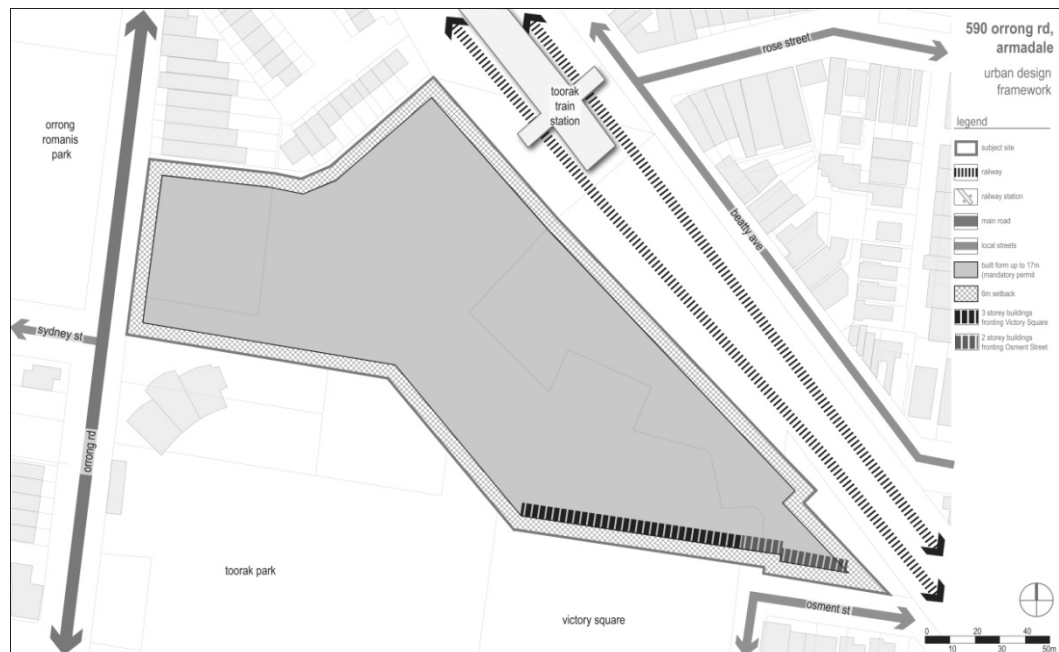 590 orrong rd,
armadale
urban design
framework
legend
subject site
railway
railway station
main road
local streets
built form up to 17m
(mandatory permit
6m setback
3 storey buildings
fronting Victory Square
2 storey buildings
fronting Osment Street
rose street
toorak
train
station
orrong
romanis
park
beatty ave
sydney st
orrong rd
toorak park
victory square
osment st
0 20 40
10 30 50m